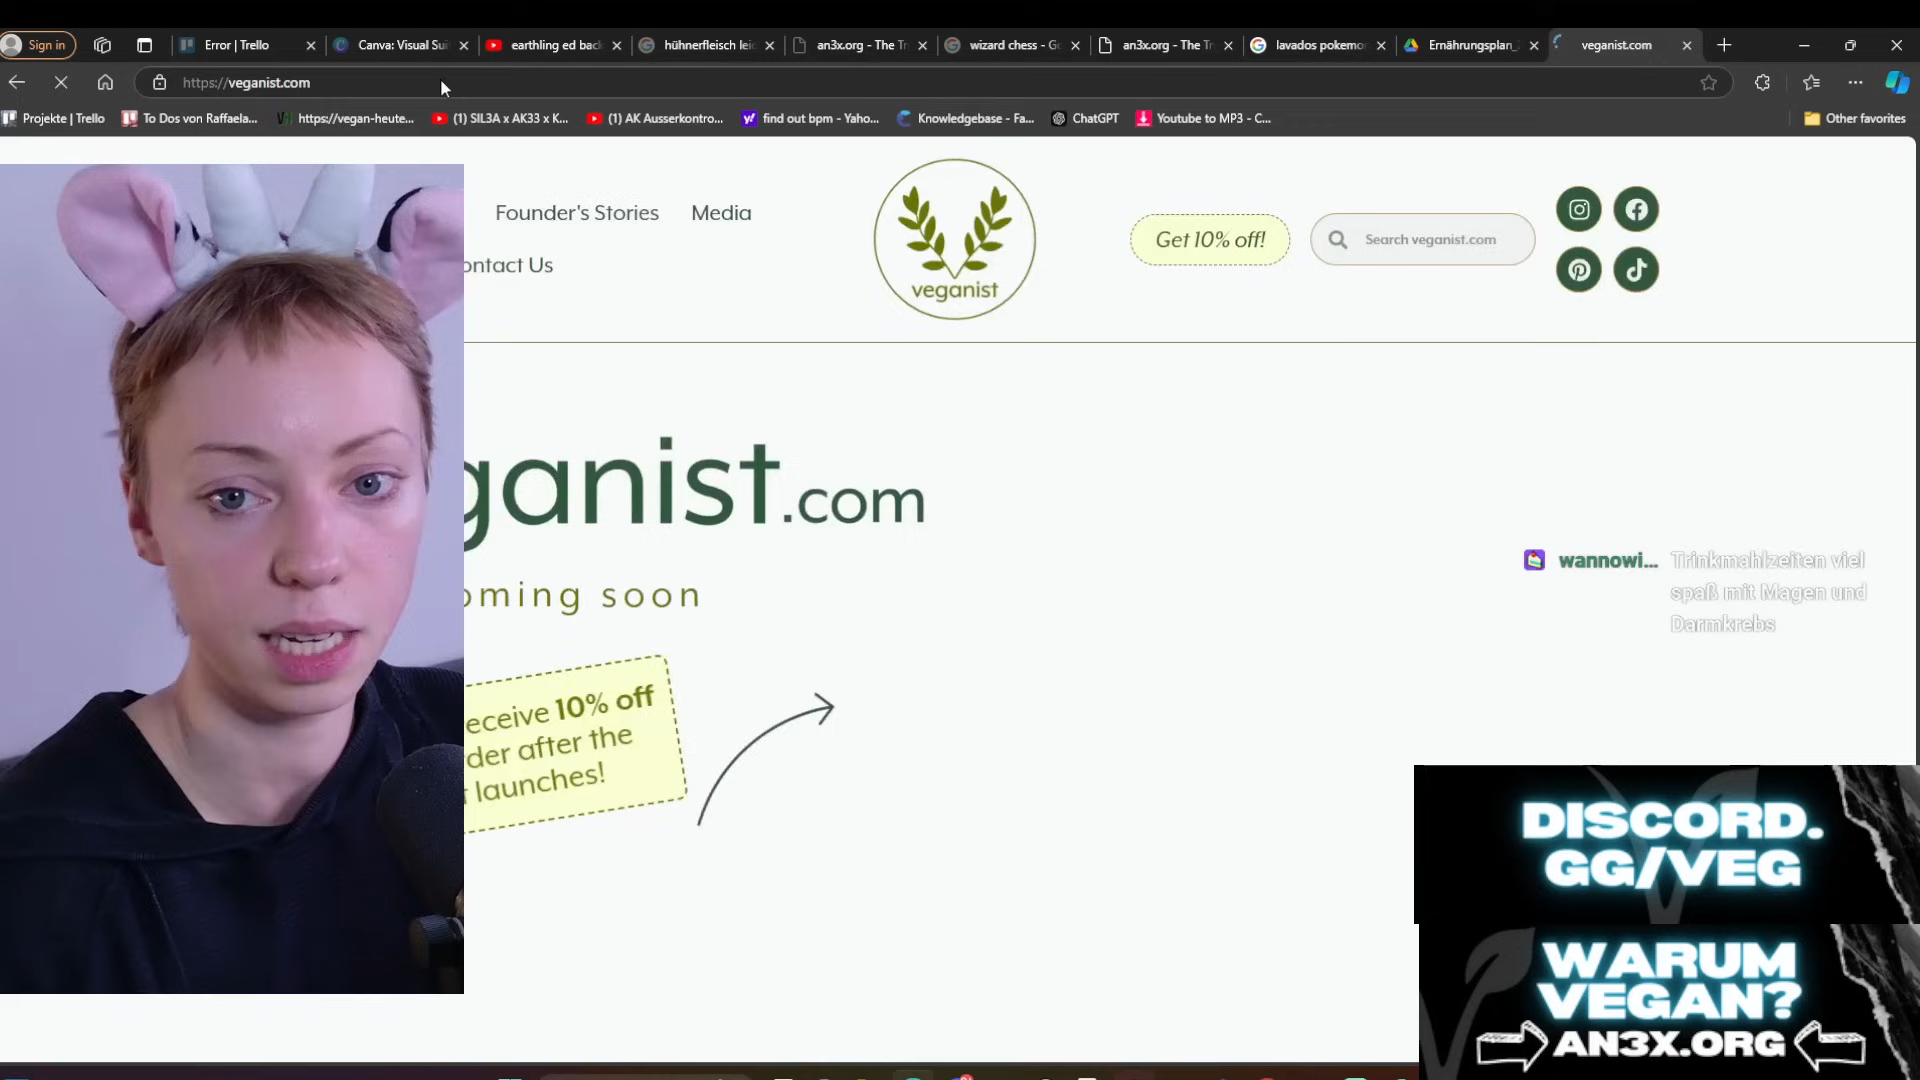 Sign in
Error | Trello
Canva: Visual Sui
earthling ed bac
hühnerfleisch lei
an3x.org - The T
wizard chess - G
an3x.org - The T
lavados pokemo
Ernährungsplan_
veganist.com
https://veganist.com
Projekte | Trello
To Dos von Raffaela...
https://vegan-heute...
(1) SIL3A x AK33 x K...
(1) AK Ausserkontro...
find out bpm - Yaho...
Knowledgebase - Fa...
ChatGPT
Youtube to MP3 - C...
Other favorites
Founder's Stories
Media
ontact Us
veganist
Get 10% off!
Search veganist.com
ganist.com
oming soon
eceive 10% off
der after the
launches!
wannowi...
Trinkmahlzeiten viel
spaß mit Magen und
Darmkrebs
DISCORD.
GG/VEG
WARUM
VEGAN?
AN3X.ORG